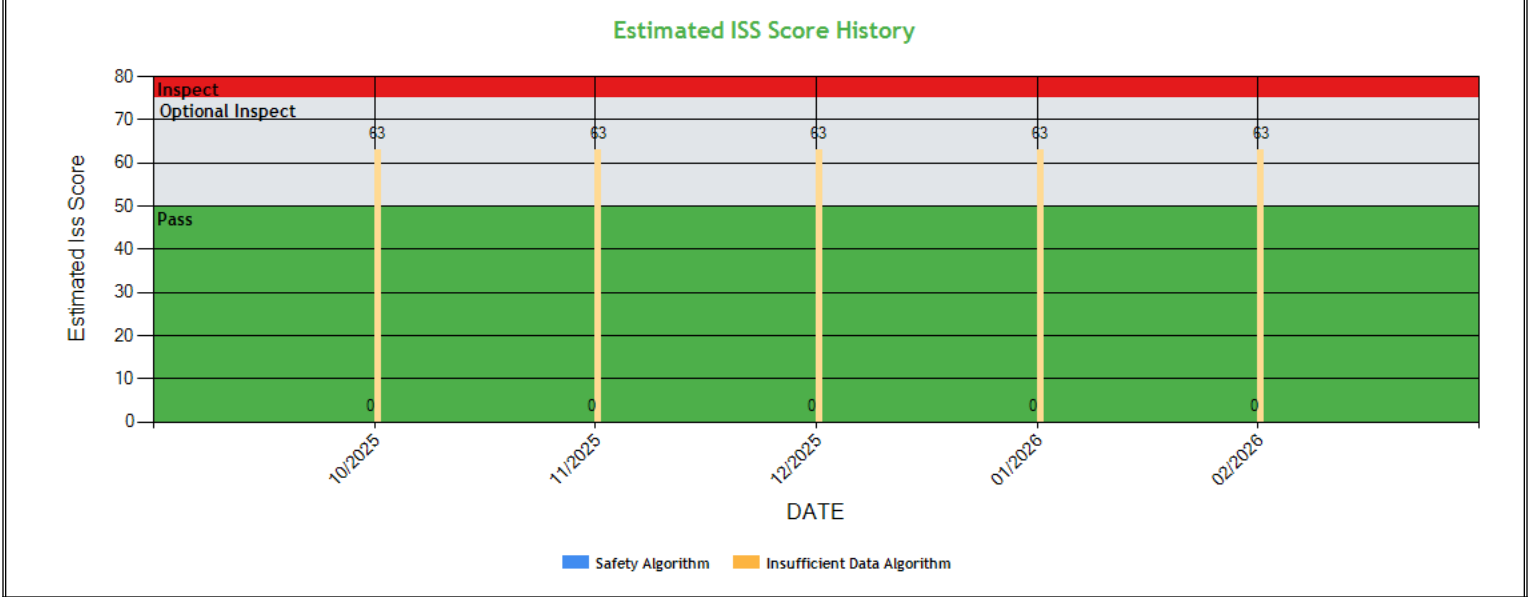 Estimated ISS Score History
80
Inspect
Optional Inspect
70
63 63 63 63 63
60
Estimated Iss Score
50
Pass
40
30
20
10
0 0 0 0 0
0
10/2025 11/2025 12/2025 01/2026 02/2026
DATE
Safety Algorithm Insufficient Data Algorithm